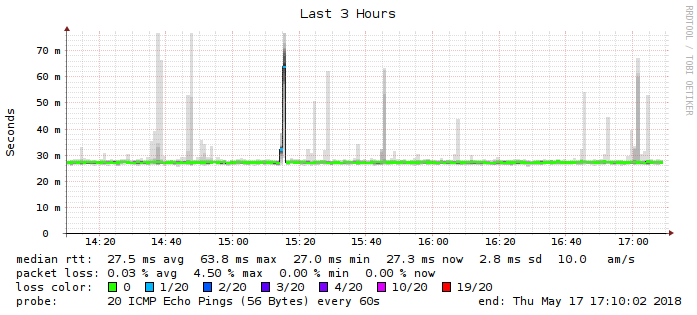 Last 3 Hours
RRDTOOL / TOBI OETIKER
Seconds
70 m
60 m
50 m
40 m
30 m
20 m
10 m
0
14:20 14:40 15:00 15:20 15:40 16:00 16:20 16:40 17:00
median rtt: 27.5 ms avg 63.8 ms max 27.0 ms min 27.3 ms now 2.8 ms sd 10.0 am/s
packet loss: 0.03 % avg 4.50 % max 0.00 % min 0.00 % now
loss color: 0 1/20 2/20 3/20 4/20 10/20 19/20
probe: 20 ICMP Echo Pings (56 Bytes) every 60s end: Thu May 17 17:10:02 2018